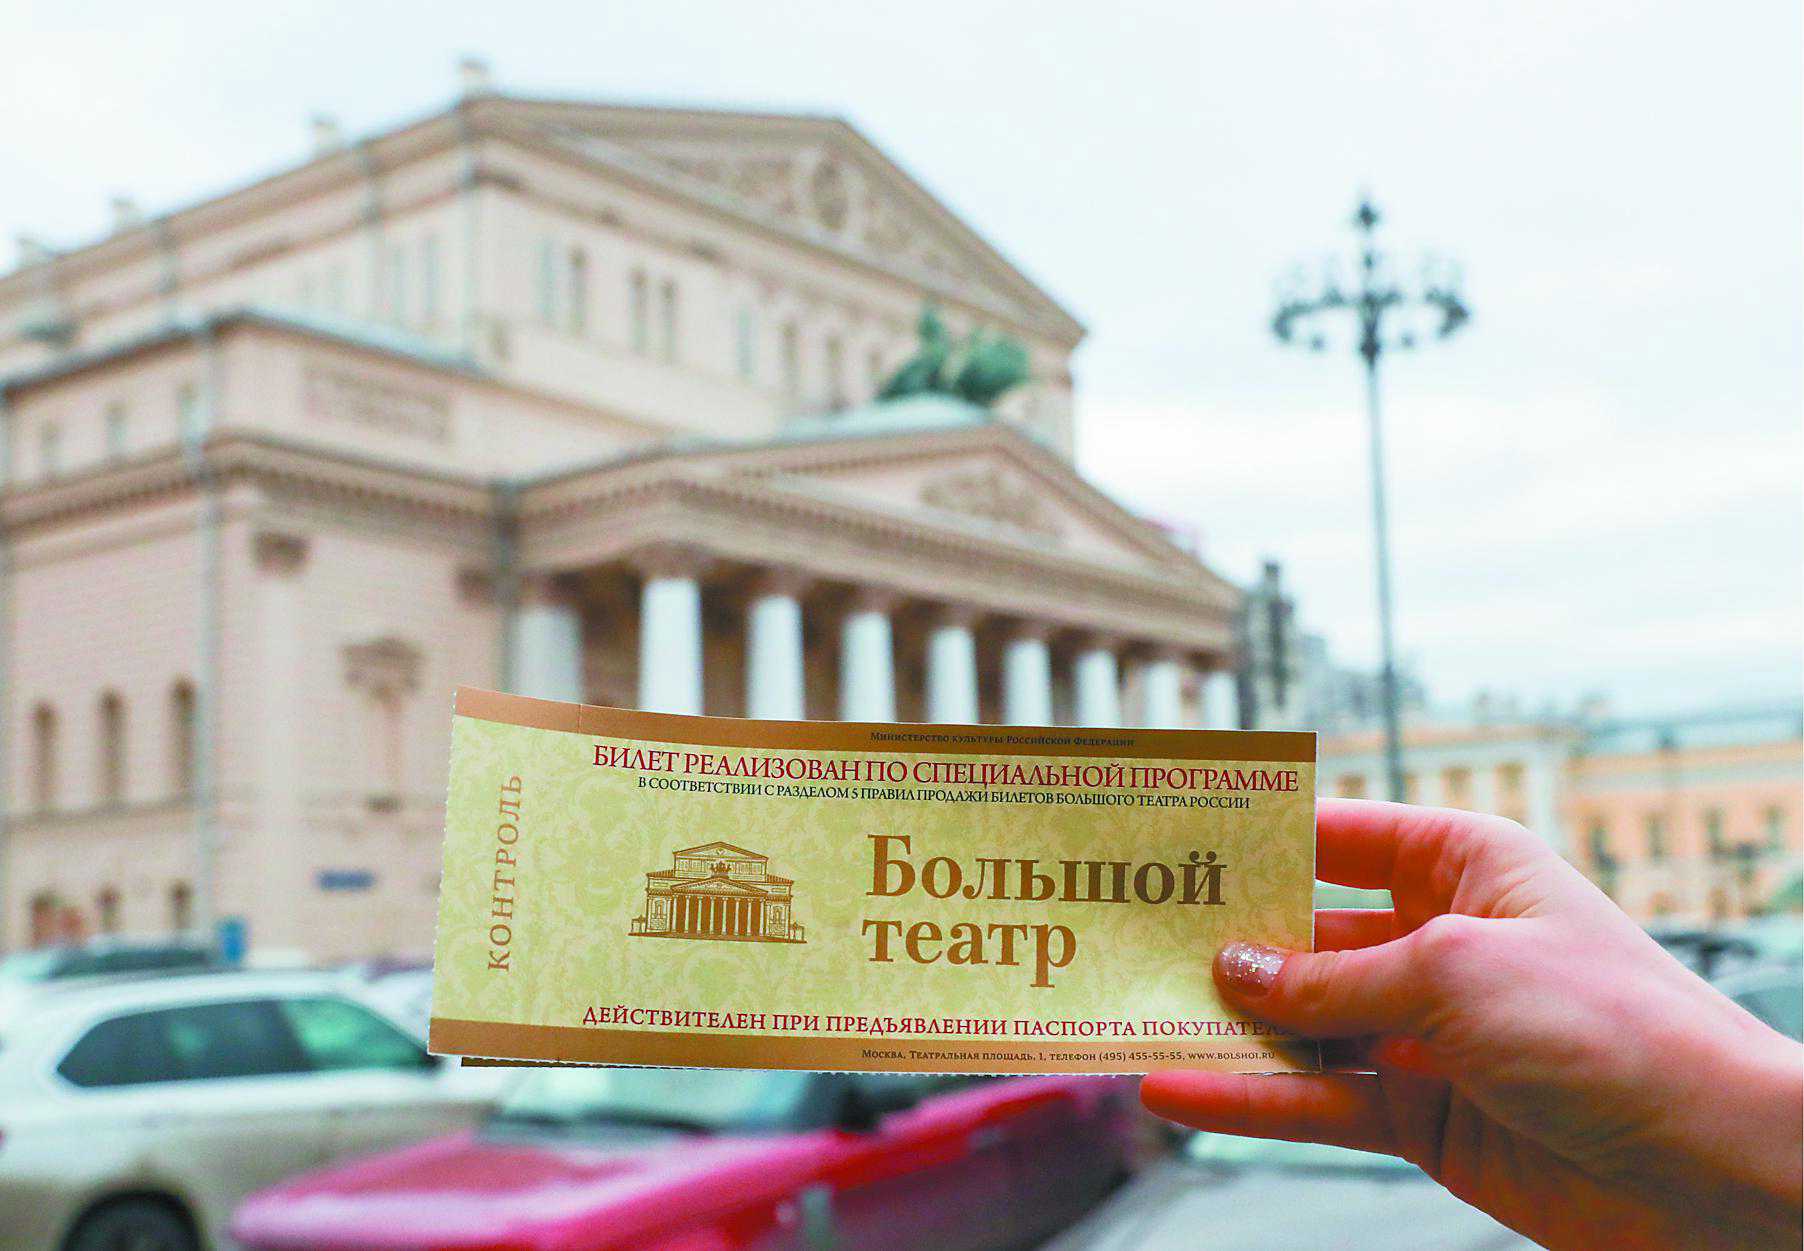 Министерство культуры Российской Федерации
БИЛЕТ РЕАЛИЗОВАН ПО СПЕЦИАЛЬНОЙ ПРОГРАММЕ
В СООТВЕТСТВИИ С РАЗДЕЛОМ 5 ПРАВИЛ ПРОДАЖИ БИЛЕТОВ БОЛЬШОГО ТЕАТРА РОССИИ
КОНТРОЛЬ
Большой
театр
ДЕЙСТВИТЕЛЕН ПРИ ПРЕДЪЯВЛЕНИИ ПАСПОРТА ПОКУПАТЕЛЯ
Москва, Театральная площадь, 1, телефон (495) 455-55-55, www.bolshoi.ru